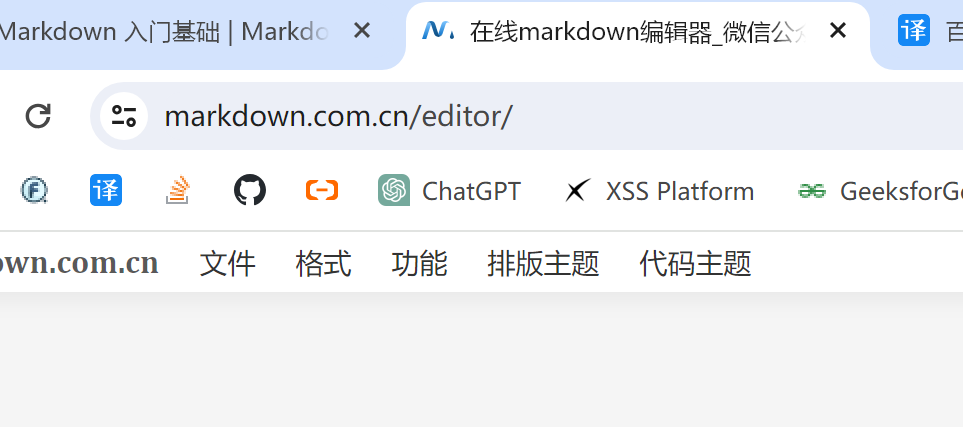 Markdown 入门基础 | Markdo
在线markdown编辑器_微信公
译
百
markdown.com.cn/editor/
译
ChatGPT
XSS Platform
GeeksforGe
own.com.cn
文件
格式
功能
排版主题
代码主题